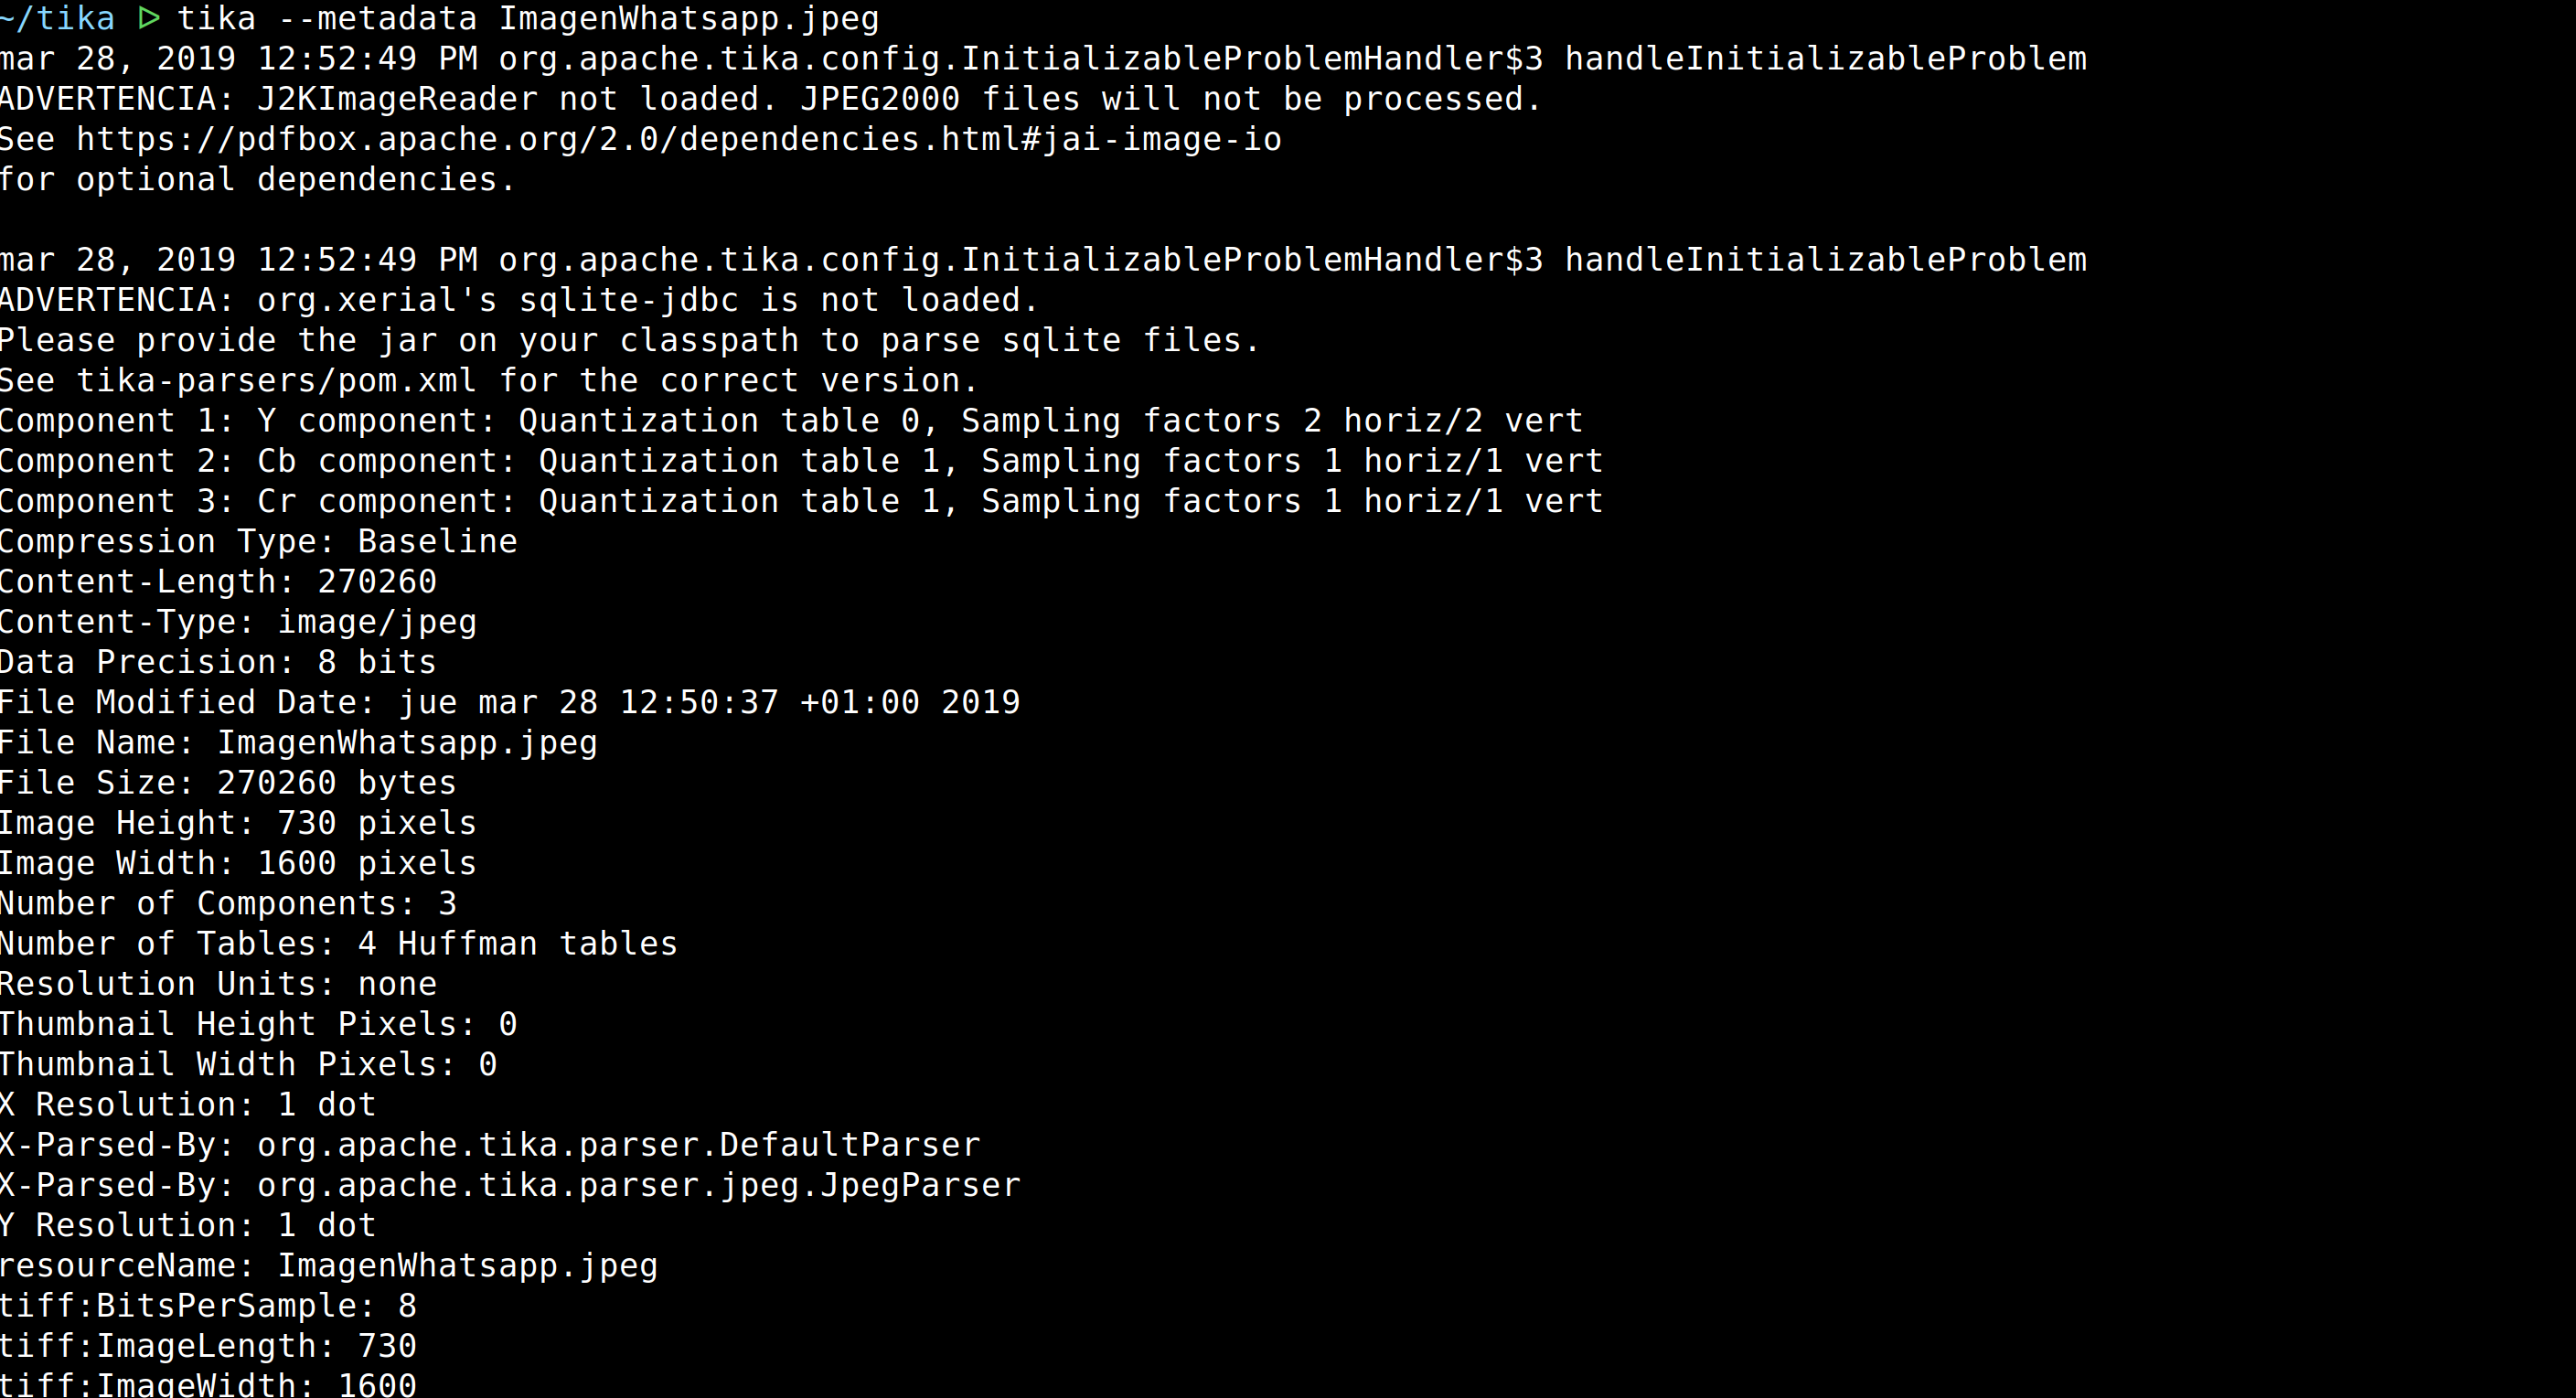 ~/tika ▷ tika --metadata ImagenWhatsapp.jpeg
mar 28, 2019 12:52:49 PM org.apache.tika.config.InitializableProblemHandler$3 handleInitializableProblem
ADVERTENCIA: J2KImageReader not loaded. JPEG2000 files will not be processed.
See https://pdfbox.apache.org/2.0/dependencies.html#jai-image-io
for optional dependencies.

mar 28, 2019 12:52:49 PM org.apache.tika.config.InitializableProblemHandler$3 handleInitializableProblem
ADVERTENCIA: org.xerial's sqlite-jdbc is not loaded.
Please provide the jar on your classpath to parse sqlite files.
See tika-parsers/pom.xml for the correct version.
Component 1: Y component: Quantization table 0, Sampling factors 2 horiz/2 vert
Component 2: Cb component: Quantization table 1, Sampling factors 1 horiz/1 vert
Component 3: Cr component: Quantization table 1, Sampling factors 1 horiz/1 vert
Compression Type: Baseline
Content-Length: 270260
Content-Type: image/jpeg
Data Precision: 8 bits
File Modified Date: jue mar 28 12:50:37 +01:00 2019
File Name: ImagenWhatsapp.jpeg
File Size: 270260 bytes
Image Height: 730 pixels
Image Width: 1600 pixels
Number of Components: 3
Number of Tables: 4 Huffman tables
Resolution Units: none
Thumbnail Height Pixels: 0
Thumbnail Width Pixels: 0
X Resolution: 1 dot
X-Parsed-By: org.apache.tika.parser.DefaultParser
X-Parsed-By: org.apache.tika.parser.jpeg.JpegParser
Y Resolution: 1 dot
resourceName: ImagenWhatsapp.jpeg
tiff:BitsPerSample: 8
tiff:ImageLength: 730
tiff:ImageWidth: 1600